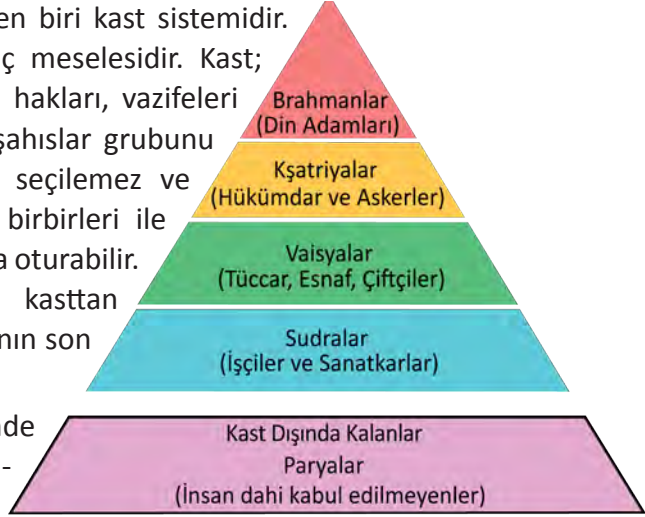 en biri kast sistemidir.
ç meselesidir. Kast;
hakları, vazifeleri
şahıslar grubunu
seçilemez ve
birbirleri ile
a oturabilir.
kasttan
nın son
nde
-
Brahmanlar
(Din Adamları)
Kşatriyalar
(Hükümdar ve Askerler)
Vaisyalar
(Tüccar, Esnaf, Çiftçiler)
Sudralar
(İşçiler ve Sanatkarlar)
Kast Dışında Kalanlar
Paryalar
(İnsan dahi kabul edilmeyenler)